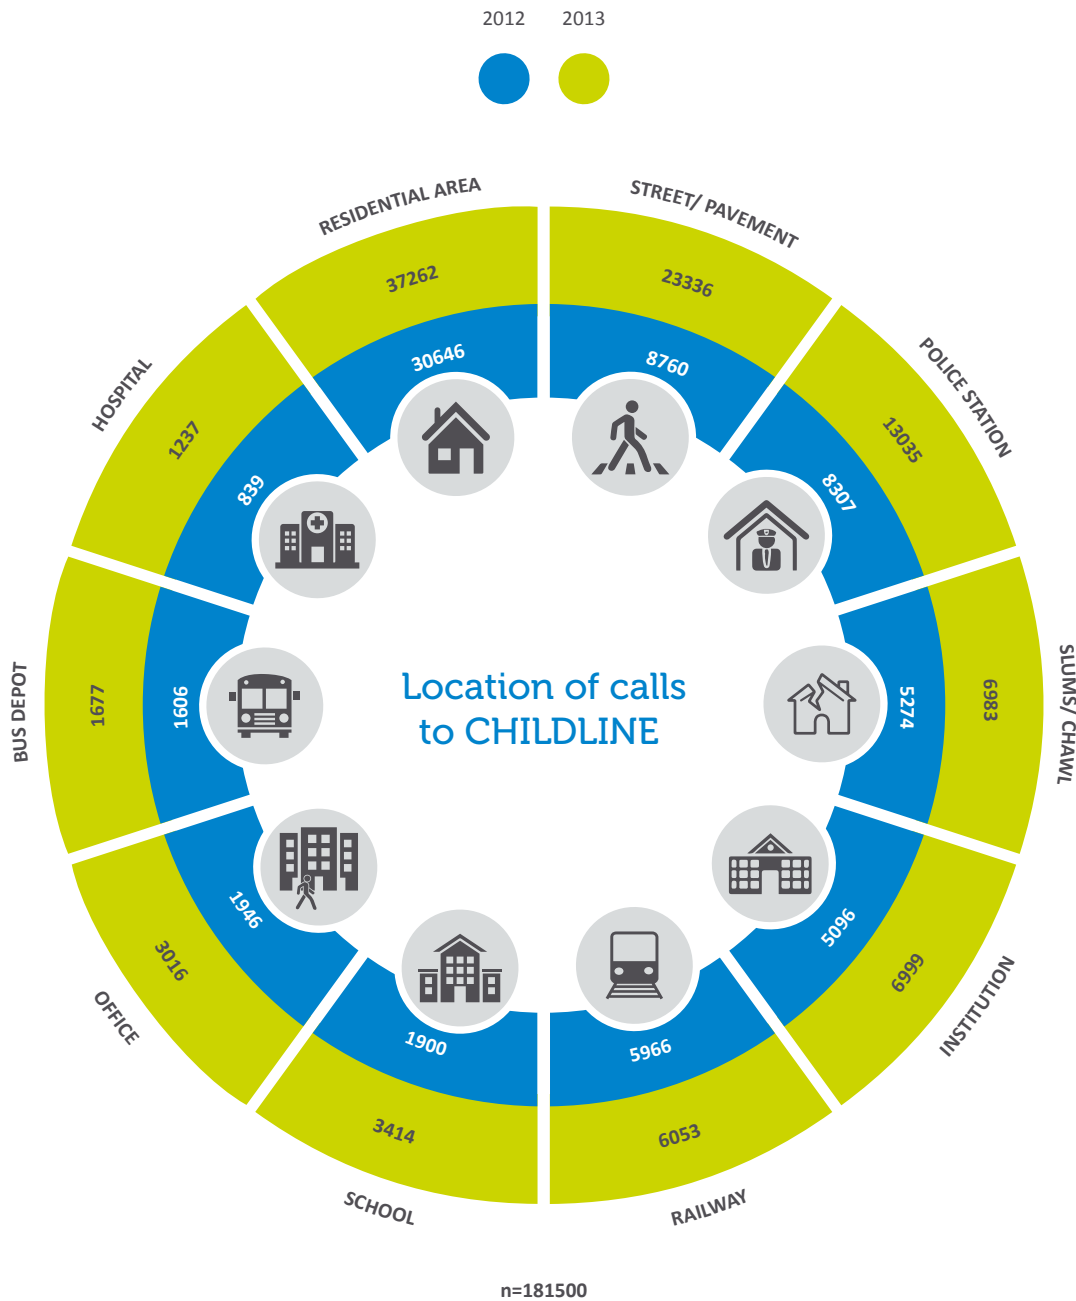 2012 2013
STREET/ PAVEMENT
23336
8760
POLICE STATION
13035
8307
SLUMS/ CHAWL
6983
5274
INSTITUTION
6999
5096
RAILWAY
6053
5966
SCHOOL
3414
1900
OFFICE
3016
1946
BUS DEPOT
1677
1606
HOSPITAL
1237
839
RESIDENTIAL AREA
37262
30646
Location of calls
to CHILDLINE
n=181500